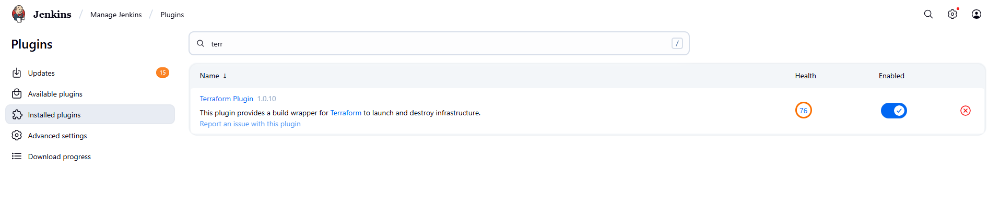 Jenkins / Manage Jenkins / Plugins
Plugins
terr /
Updates 15
Available plugins
Installed plugins
Advanced settings
Download progress
Name ↓ Health Enabled
Terraform Plugin 1.0.10
This plugin provides a build wrapper for Terraform to launch and destroy infrastructure.
Report an issue with this plugin
76